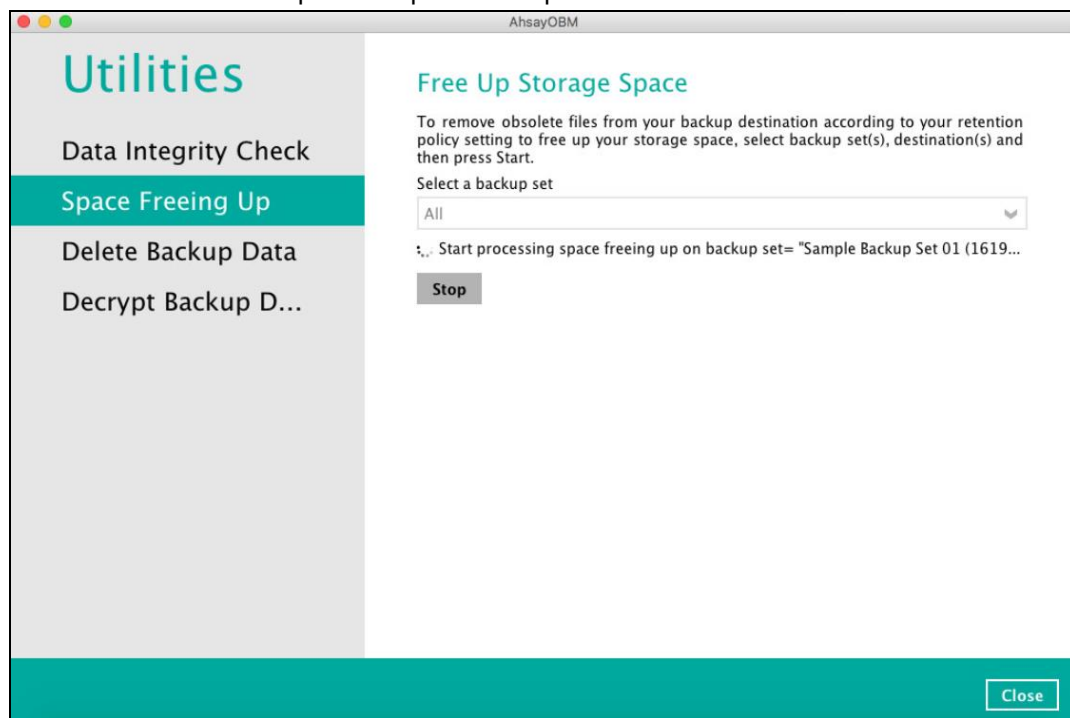 AhsayOBM
Utilities
Data Integrity Check
Space Freeing Up
Delete Backup Data
Decrypt Backup D...
Free Up Storage Space
To remove obsolete files from your backup destination according to your retention
policy setting to free up your storage space, select backup set(s), destination(s) and
then press Start.
Select a backup set
All
Start processing space freeing up on backup set= "Sample Backup Set 01 (1619...
Stop
Close